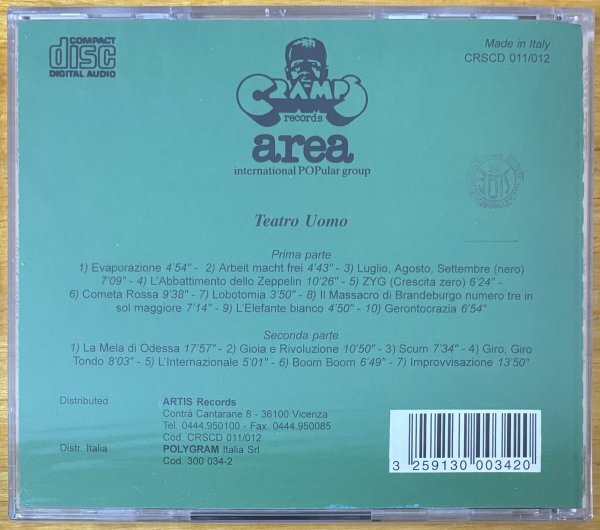 COMPACT
disc
DIGITAL AUDIO
Made in Italy
CRSCD 011/012
CRAMPS
records
area
international POPular group
Teatro Uomo
Prima parte
1) Evaporazione 4'54" - 2) Arbeit macht frei 4'43" - 3) Luglio, Agosto, Settembre (nero)
7'09" - 4) L'Abbattimento dello Zeppelin 10'26" - 5) ZYG (Crescita zero) 6'24" -
6) Cometa Rossa 9'38" - 7) Lobotomia 3'50" - 8) Il Massacro di Brandeburgo numero tre in
sol maggiore 7'14" - 9) L'Elefante bianco 4'50" - 10) Gerontocrazia 6'54"
Seconda parte
1) La Mela di Odessa 17'57" - 2) Gioia e Rivoluzione 10'50" - 3) Scum 7'34" - 4) Giro, Giro
Tondo 8'03" - 5) L'Internazionale 5'01" - 6) Boom Boom 6'49" - 7) Improvvisazione 13'50"
Distributed ARTIS Records
Contrà Cantarane 8 - 36100 Vicenza
Tel. 0444.950100 - Fax. 0444.950085
Cod. CRSCD 011/012
Distr. Italia POLYGRAM Italia Srl
Cod. 300 034-2
3 259130 003420